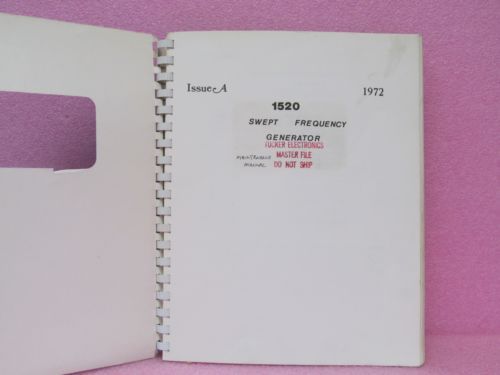 Issue A
1972
1520
SWEPT FREQUENCY
GENERATOR
TUCKER ELECTRONICS
MAINTENANCE MASTER FILE
MANUAL DO NOT SHIP